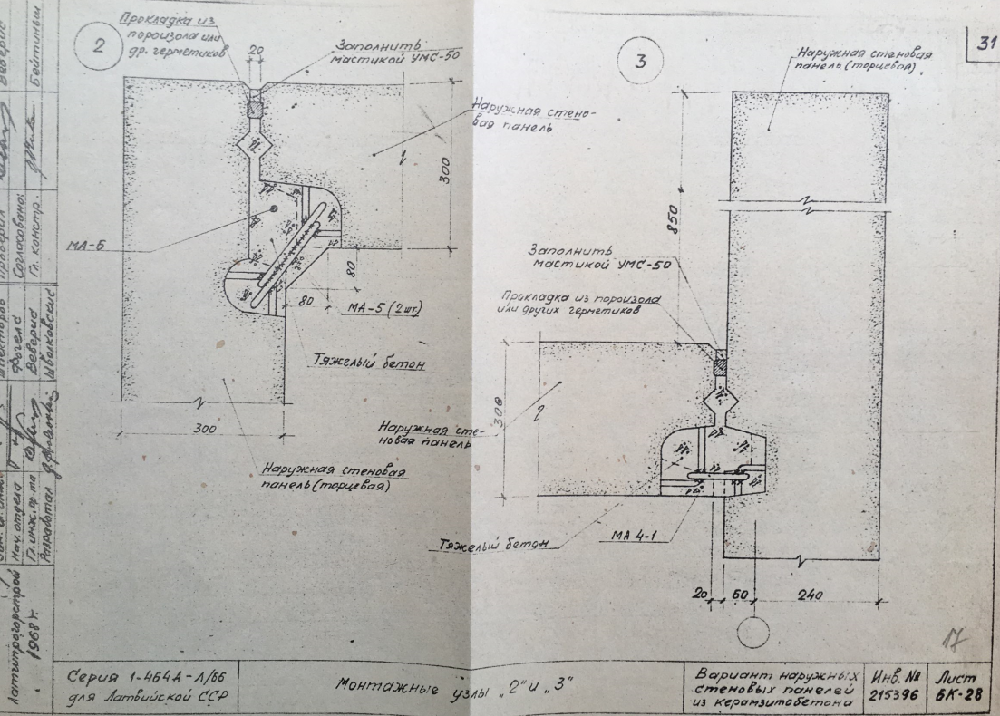 2
Прокладка из
пороизола или
др. герметиков
20
Заполнить
мастикой УМС-50
Наружная стено-
вая панель
300
МА-6
80
80
МА-5 (2 шт.)
Тяжелый бетон
300
Наружная стеновая
панель (торцевая)
3
31
Наружная стеновая
панель (торцевая)
850
Заполнить
мастикой УМС-50
Прокладка из пороизола
или других герметиков
300
Наружная сте-
новая панель
Тяжелый бетон
МА 4-1
20
60
240
17
Согласовано:
Гл. констр.
Бейтиньш
Веверис
Нач. отдела
Фогель
Гл. инж. пр-та
Веверис
Разработал
Латгипрогорстрой
1968 г.
Серия 1-464А-Л/66
для Латвийской ССР
Монтажные узлы „2" и „3"
Вариант наружных
стеновых панелей
из керамзитобетона
Инв. №
215396
Лист
БК-28